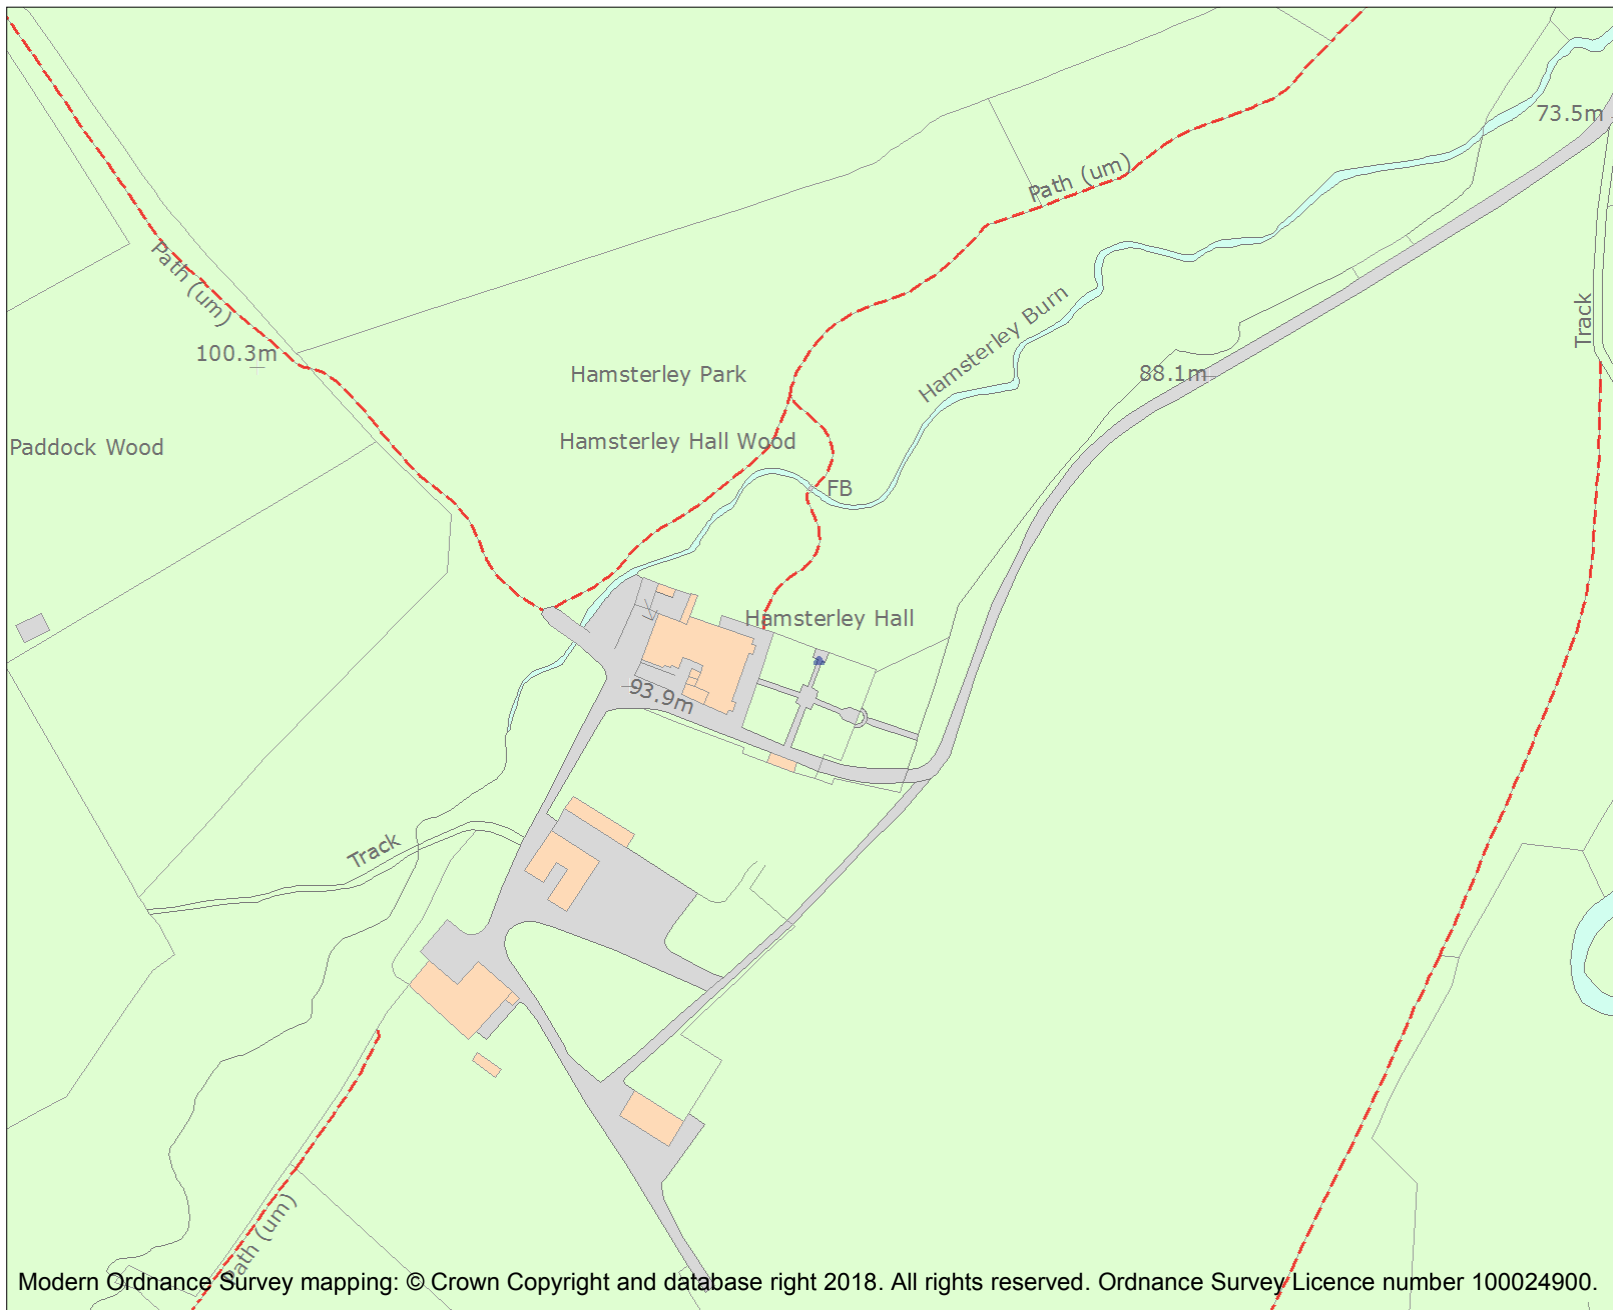 73.5m
Path (um)
Path (um)
Hamsterley Burn
Track
100.3m
Hamsterley Park
88.1m
Paddock Wood
Hamsterley Hall Wood
FB
Hamsterley Hall
93.9m
Track
Path (um)
Modern Ordnance Survey mapping: © Crown Copyright and database right 2018. All rights reserved. Ordnance Survey Licence number 100024900.